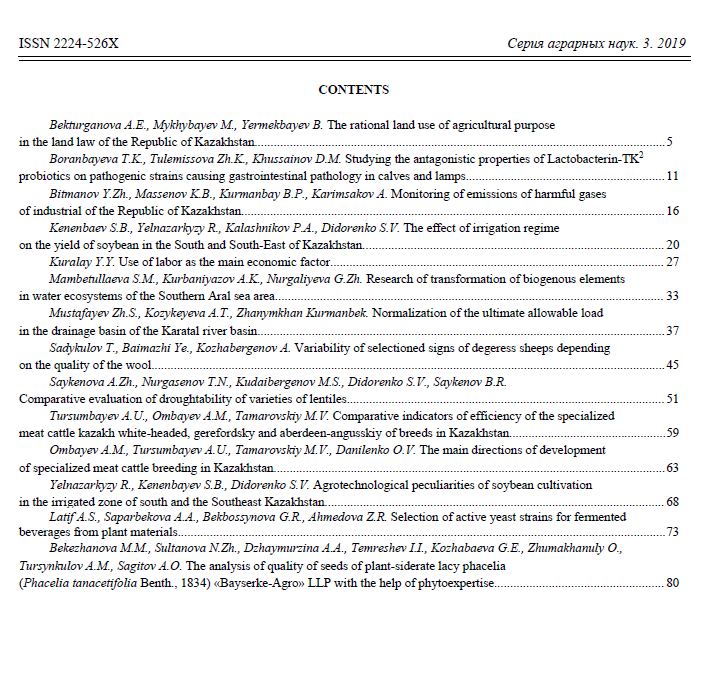 ISSN 2224-526X Серия аграрных наук. 3. 2019
CONTENTS
Bekturganova A.E., Mykhybayev M., Yermekbayev B. The rational land use of agricultural purpose
in the land law of the Republic of Kazakhstan.....5
Boranbayeva T.K., Tulemissova Zh.K., Khussainov D.M. Studying the antagonistic properties of Lactobacterin-TK²
probiotics on pathogenic strains causing gastrointestinal pathology in calves and lamps.....11
Bitmanov Y.Zh., Massenov K.B., Kurmanbay B.P., Karimsakov A. Monitoring of emissions of harmful gases
of industrial of the Republic of Kazakhstan.....16
Kenenbaev S.B., Yelnazarkyzy R., Kalashnikov P.A., Didorenko S.V. The effect of irrigation regime
on the yield of soybean in the South and South-East of Kazakhstan.....20
Kuralay Y.Y. Use of labor as the main economic factor.....27
Mambetullaeva S.M., Kurbaniyazov A.K., Nurgaliyeva G.Zh. Research of transformation of biogenous elements
in water ecosystems of the Southern Aral sea area.....33
Mustafayev Zh.S., Kozykeyeva A.T., Zhanymkhan Kurmanbek. Normalization of the ultimate allowable load
in the drainage basin of the Karatal river basin.....37
Sadykulov T., Baimazhi Ye., Kozhabergenov A. Variability of selectioned signs of degeress sheeps depending
on the quality of the wool.....45
Saykenova A.Zh., Nurgasenov T.N., Kudaibergenov M.S., Didorenko S.V., Saykenov B.R.
Comparative evaluation of droughtability of varieties of lentiles.....51
Tursumbayev A.U., Ombayev A.M., Tamarovskiy M.V. Comparative indicators of efficiency of the specialized
meat cattle kazakh white-headed, gerefordsky and aberdeen-angusskiy of breeds in Kazakhstan.....59
Ombayev A.M., Tursumbayev A.U., Tamarovskiy M.V., Danilenko O.V. The main directions of development
of specialized meat cattle breeding in Kazakhstan.....63
Yelnazarkyzy R., Kenenbayev S.B., Didorenko S.V. Agrotechnological peculiarities of soybean cultivation
in the irrigated zone of south and the Southeast Kazakhstan.....68
Latif A.S., Saparbekova A.A., Bekbossynova G.R., Ahmedova Z.R. Selection of active yeast strains for fermented
beverages from plant materials.....73
Bekezhanova M.M., Sultanova N.Zh., Dzhaymurzina A.A., Temreshev I.I., Kozhabaeva G.E., Zhumakhanuly O.,
Tursynkulov A.M., Sagitov A.O. The analysis of quality of seeds of plant-siderate lacy phacelia
(Phacelia tanacetifolia Benth., 1834) «Bayserke-Agro» LLP with the help of phytoexpertise.....80